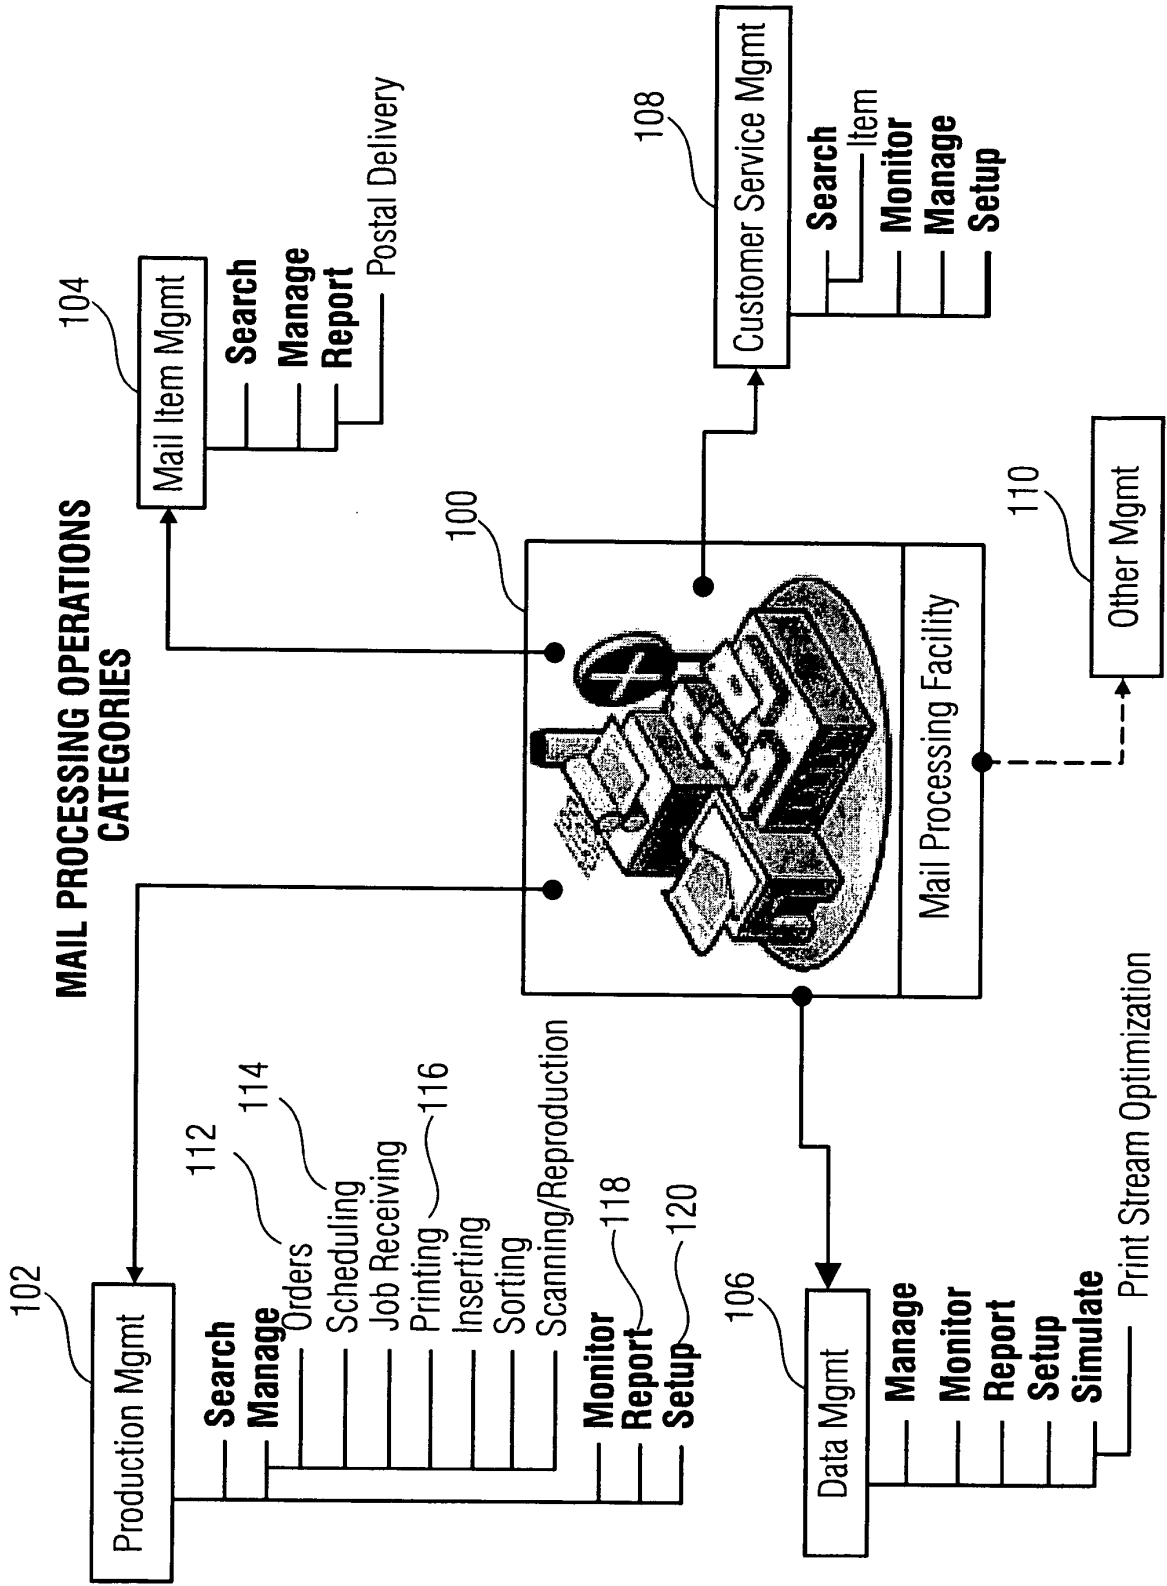 MAIL PROCESSING OPERATIONS
CATEGORIES
102
Production Mgmt
Search
Manage
Orders
112
Scheduling
114
Job Receiving
Printing
116
Inserting
Sorting
Scanning/Reproduction
Monitor
Report
118
Setup
120
104
Mail Item Mgmt
Search
Manage
Report
Postal Delivery
100
Mail Processing Facility
106
Data Mgmt
Manage
Monitor
Report
Setup
Simulate
Print Stream Optimization
108
Customer Service Mgmt
Search
Item
Monitor
Manage
Setup
110
Other Mgmt